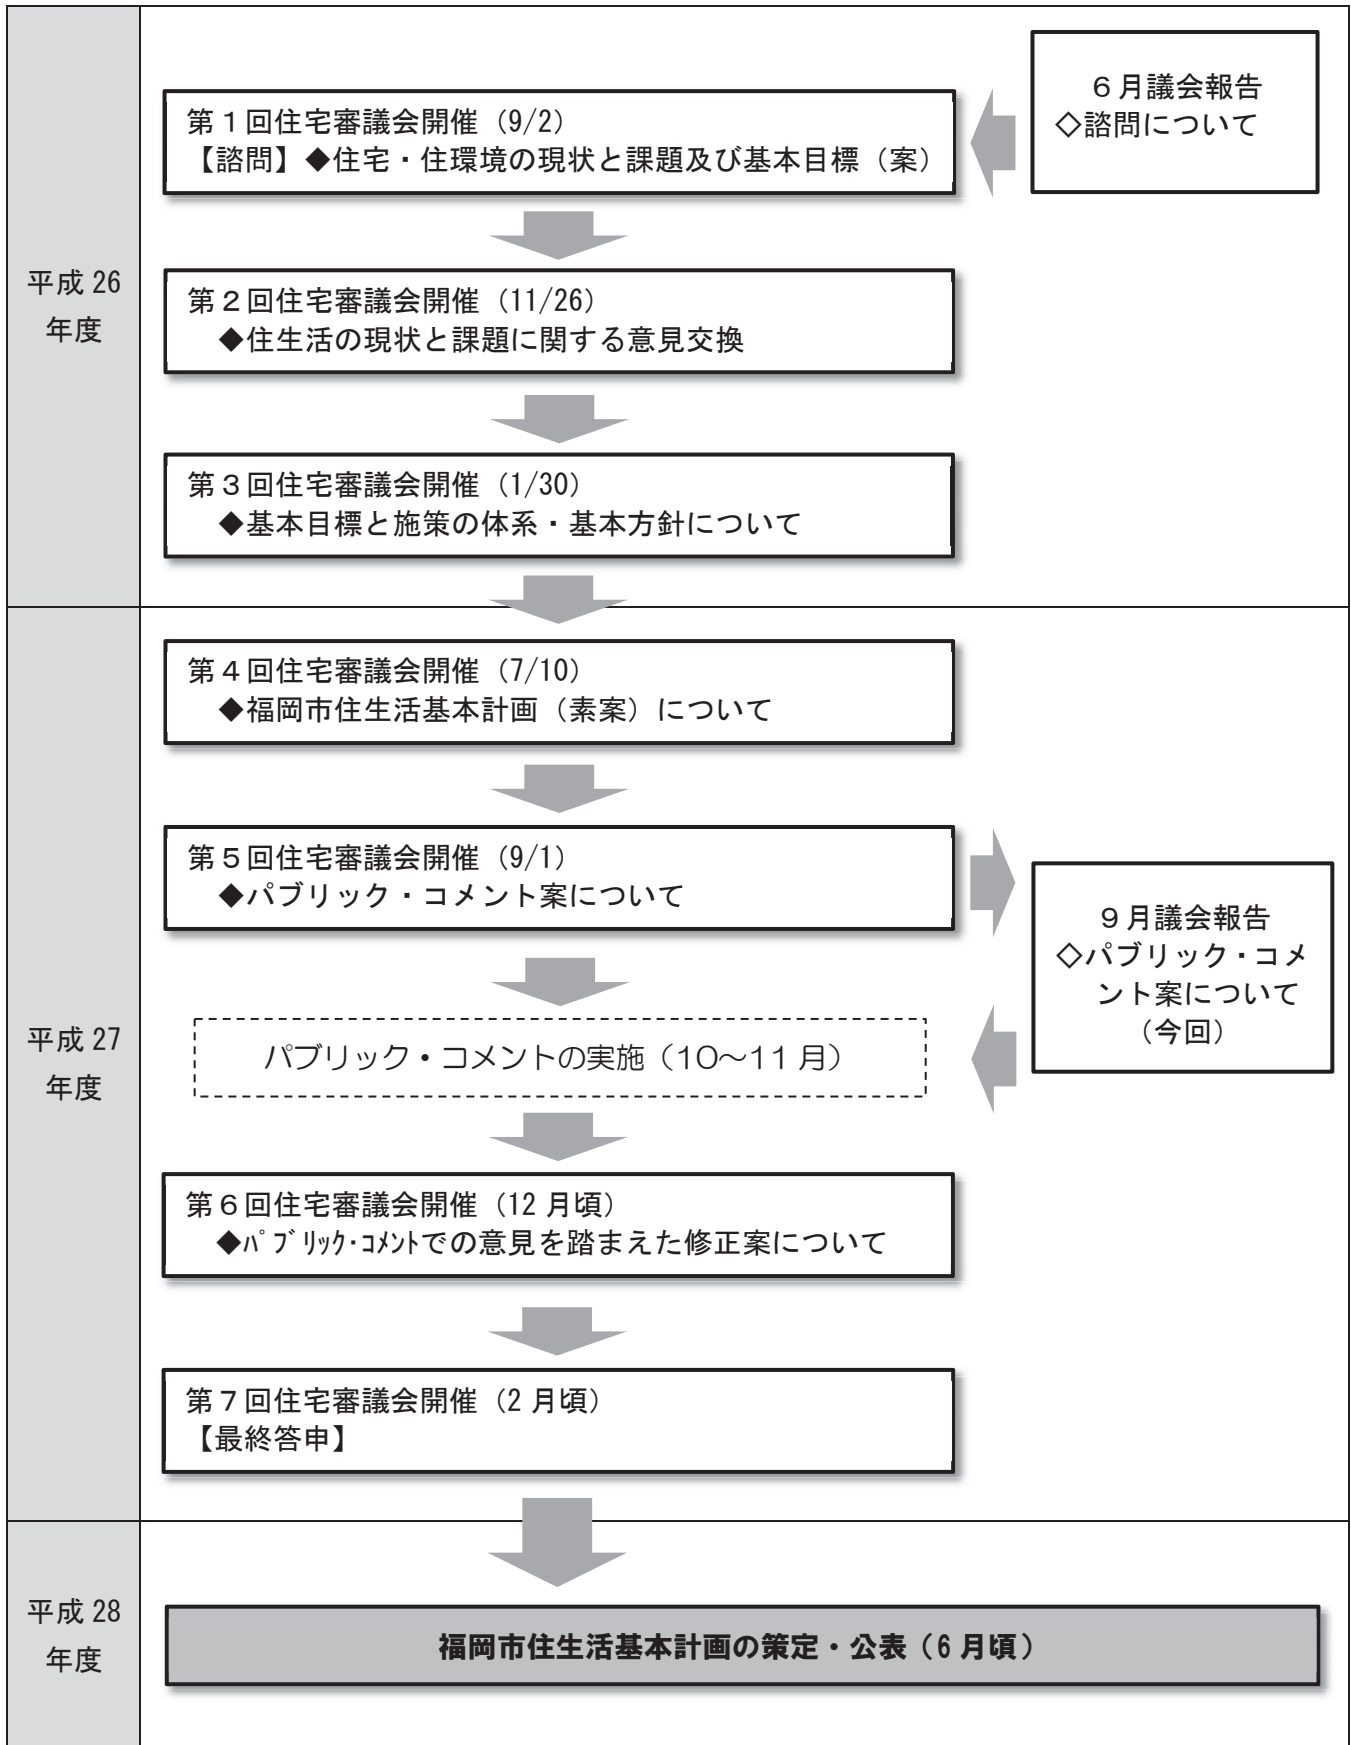 平成 26
年度
第１回住宅審議会開催（9/2）
【諮問】◆住宅・住環境の現状と課題及び基本目標（案）
６月議会報告
◇諮問について
第２回住宅審議会開催（11/26）
◆住生活の現状と課題に関する意見交換
第３回住宅審議会開催（1/30）
◆基本目標と施策の体系・基本方針について
平成 27
年度
第４回住宅審議会開催（7/10）
◆福岡市住生活基本計画（素案）について
第５回住宅審議会開催（9/1）
◆パブリック・コメント案について
９月議会報告
◇パブリック・コメ
ント案について
（今回）
パブリック・コメントの実施（10～11 月）
第６回住宅審議会開催（12 月頃）
◆ﾊﾟﾌﾞﾘｯｸ･ｺﾒﾝﾄでの意見を踏まえた修正案について
第７回住宅審議会開催（2 月頃）
【最終答申】
平成 28
年度
福岡市住生活基本計画の策定・公表（6 月頃）